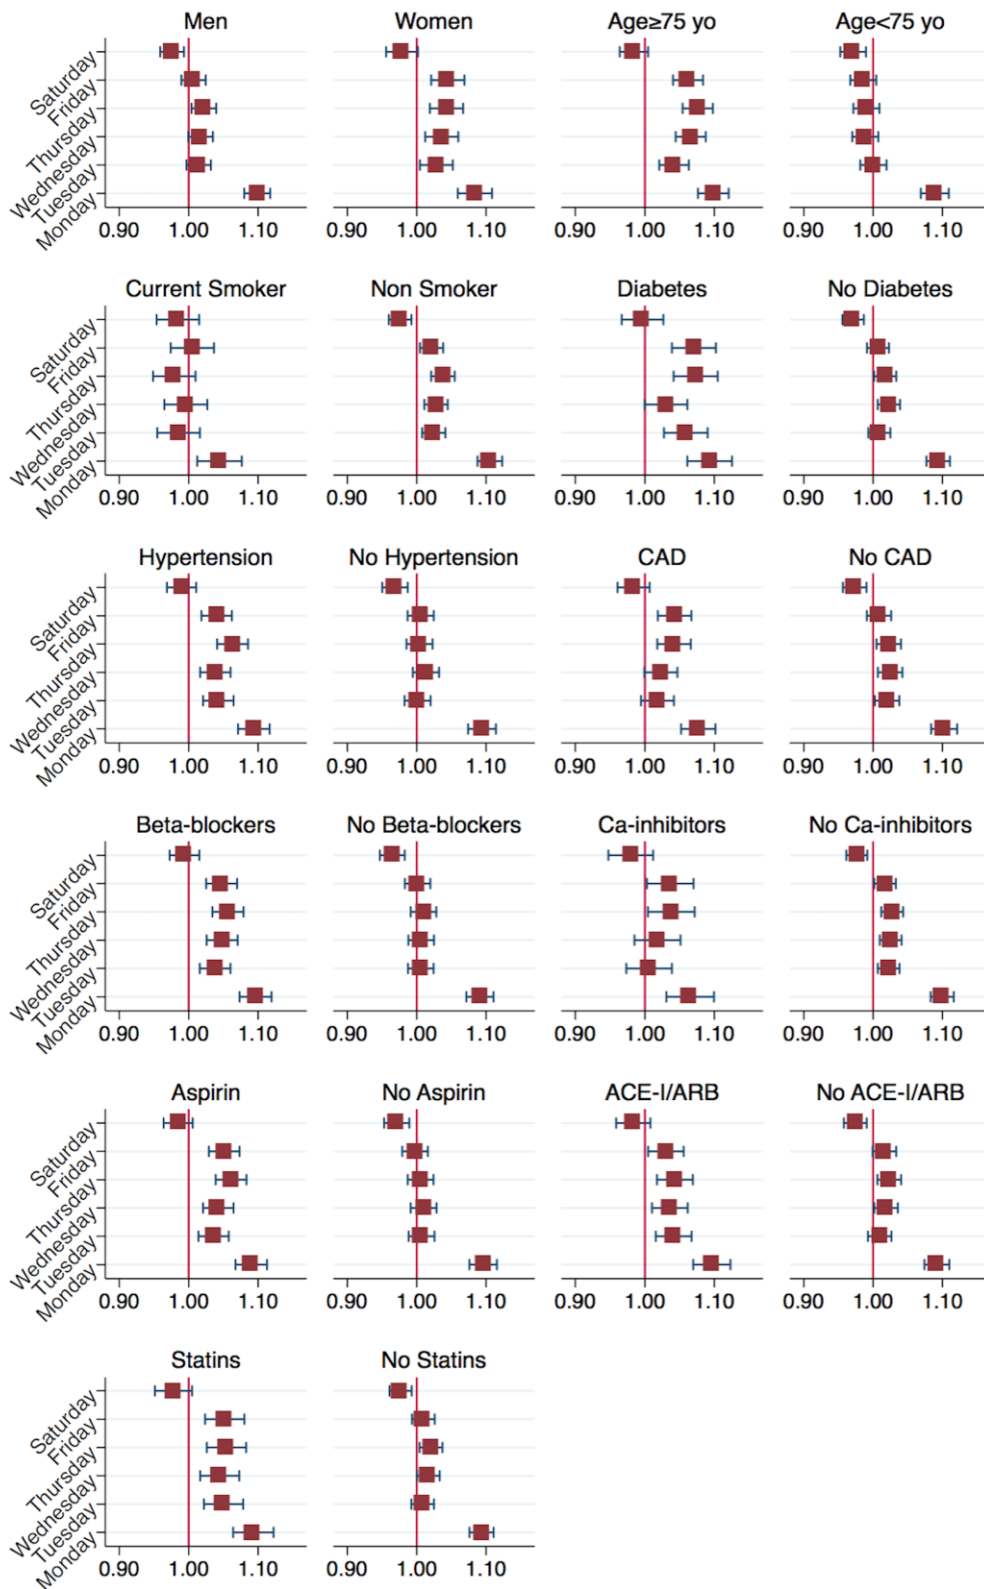 Men Women Age≥75 yo Age<75 yo
Saturday
Friday
Thursday
Wednesday
Tuesday
Monday
0.90 1.00 1.10 0.90 1.00 1.10 0.90 1.00 1.10 0.90 1.00 1.10
Current Smoker Non Smoker Diabetes No Diabetes
Saturday
Friday
Thursday
Wednesday
Tuesday
Monday
0.90 1.00 1.10 0.90 1.00 1.10 0.90 1.00 1.10 0.90 1.00 1.10
Hypertension No Hypertension CAD No CAD
Saturday
Friday
Thursday
Wednesday
Tuesday
Monday
0.90 1.00 1.10 0.90 1.00 1.10 0.90 1.00 1.10 0.90 1.00 1.10
Beta-blockers No Beta-blockers Ca-inhibitors No Ca-inhibitors
Saturday
Friday
Thursday
Wednesday
Tuesday
Monday
0.90 1.00 1.10 0.90 1.00 1.10 0.90 1.00 1.10 0.90 1.00 1.10
Aspirin No Aspirin ACE-I/ARB No ACE-I/ARB
Saturday
Friday
Thursday
Wednesday
Tuesday
Monday
0.90 1.00 1.10 0.90 1.00 1.10 0.90 1.00 1.10 0.90 1.00 1.10
Statins No Statins
Saturday
Friday
Thursday
Wednesday
Tuesday
Monday
0.90 1.00 1.10 0.90 1.00 1.10